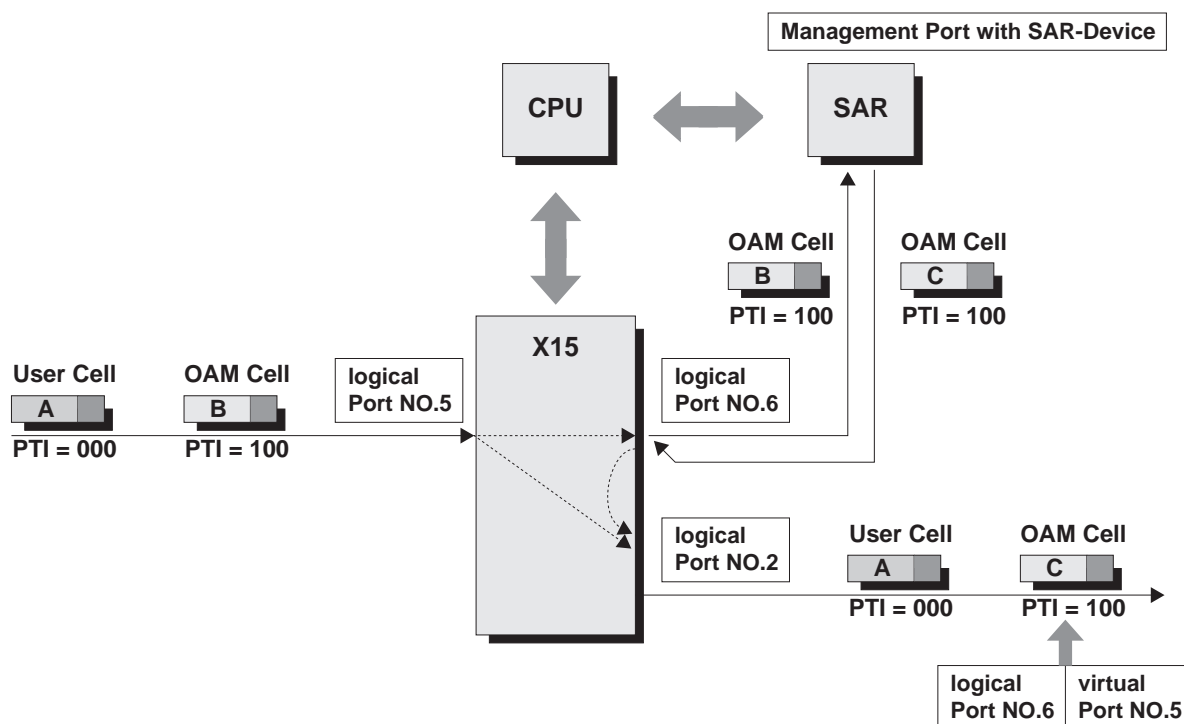 Management Port with SAR-Device
CPU
SAR
OAM Cell
B
PTI = 100
OAM Cell
C
PTI = 100
X15
User Cell
A
PTI = 000
OAM Cell
B
PTI = 100
logical
Port NO.5
logical
Port NO.6
logical
Port NO.2
User Cell
A
PTI = 000
OAM Cell
C
PTI = 100
logical
Port NO.6
virtual
Port NO.5